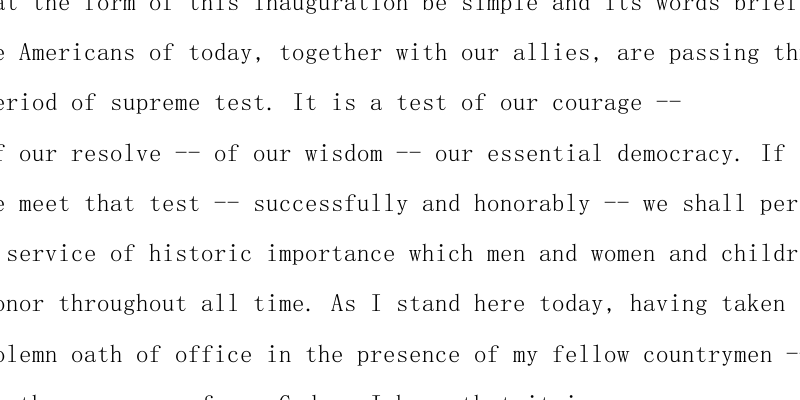 at the form of this inauguration be simple and its words brief
e Americans of today, together with our allies, are passing th
eriod of supreme test. It is a test of our courage --
f our resolve -- of our wisdom -- our essential democracy. If
e meet that test -- successfully and honorably -- we shall per
service of historic importance which men and women and childr
onor throughout all time. As I stand here today, having taken
olemn oath of office in the presence of my fellow countrymen --